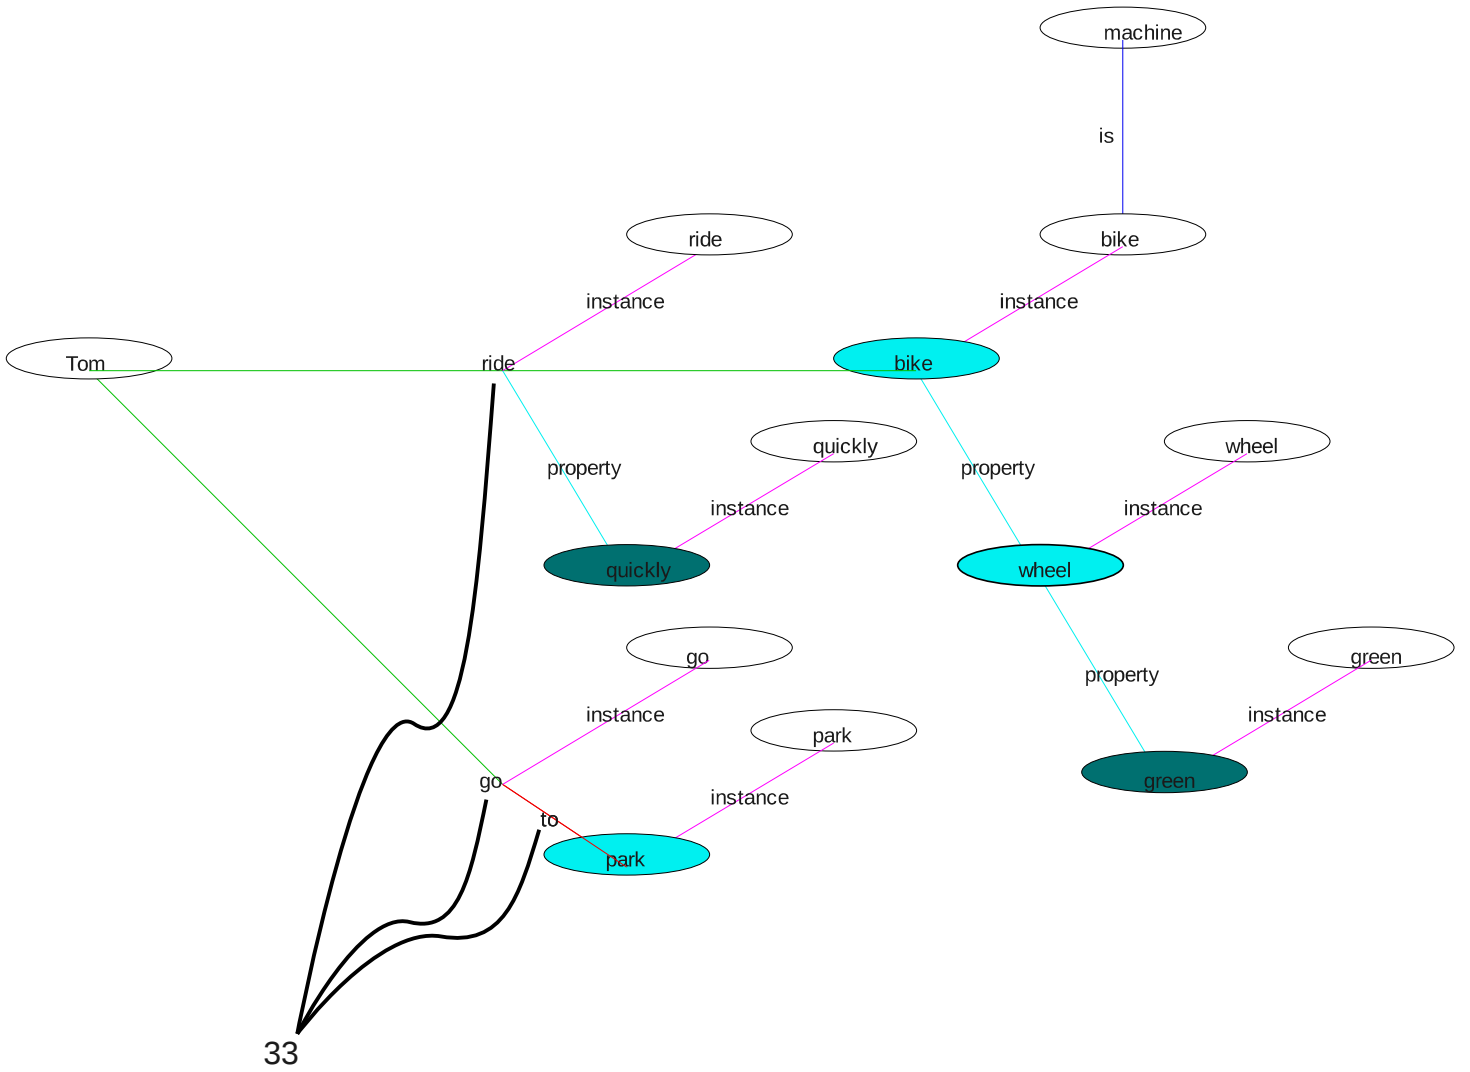 machine
is
ride
bike
instance
instance
Tom
ride
bike
quickly
wheel
property
property
instance
instance
quickly
wheel
go
green
property
instance
instance
park
go
green
instance
to
park
33